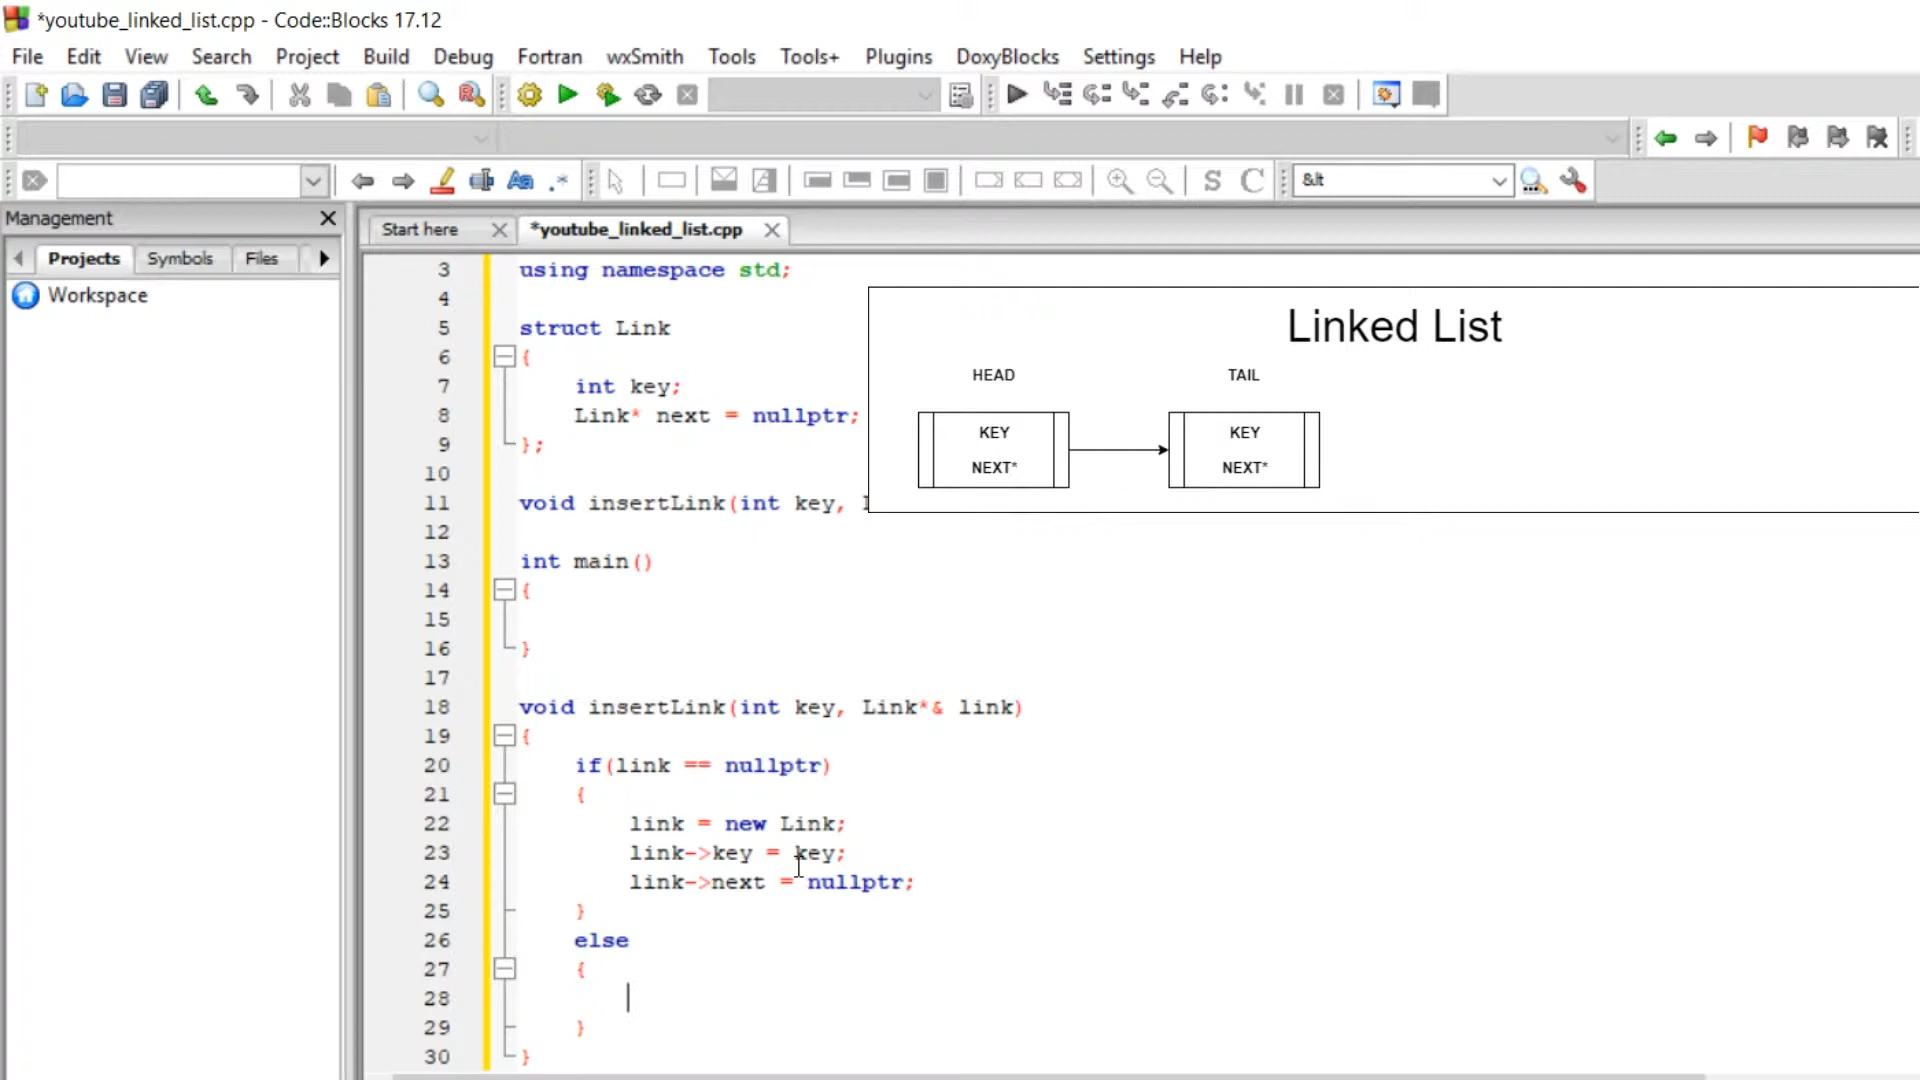 *youtube_linked_list.cpp - Code::Blocks 17.12
File Edit View Search Project Build Debug Fortran wxSmith Tools Tools+ Plugins DoxyBlocks Settings Help
Aa .* S C &lt
Management
Start here *youtube_linked_list.cpp
Projects Symbols Files
Workspace
3 using namespace std;
4
5 struct Link
6 {
7 int key;
8 Link* next = nullptr;
9 };
10
11 void insertLink(int key,
12
13 int main()
14 {
15
16 }
17
18 void insertLink(int key, Link*& link)
19 {
20 if(link == nullptr)
21 {
22 link = new Link;
23 link->key = key;
24 link->next = nullptr;
25 }
26 else
27 {
28
29 }
30 }
Linked List
HEAD TAIL
KEY KEY
NEXT* NEXT*